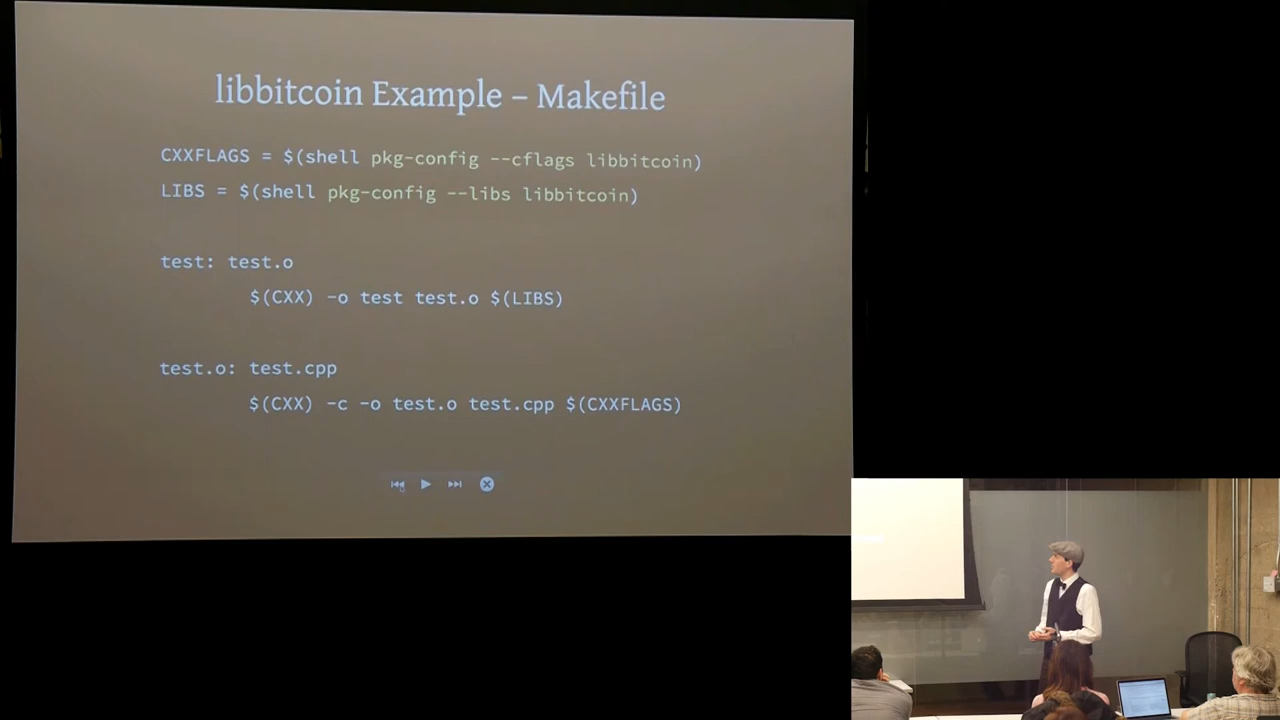 libbitcoin Example – Makefile
CXXFLAGS = $(shell pkg-config --cflags libbitcoin)
LIBS = $(shell pkg-config --libs libbitcoin)
test: test.o
$(CXX) -o test test.o $(LIBS)
test.o: test.cpp
$(CXX) -c -o test.o test.cpp $(CXXFLAGS)